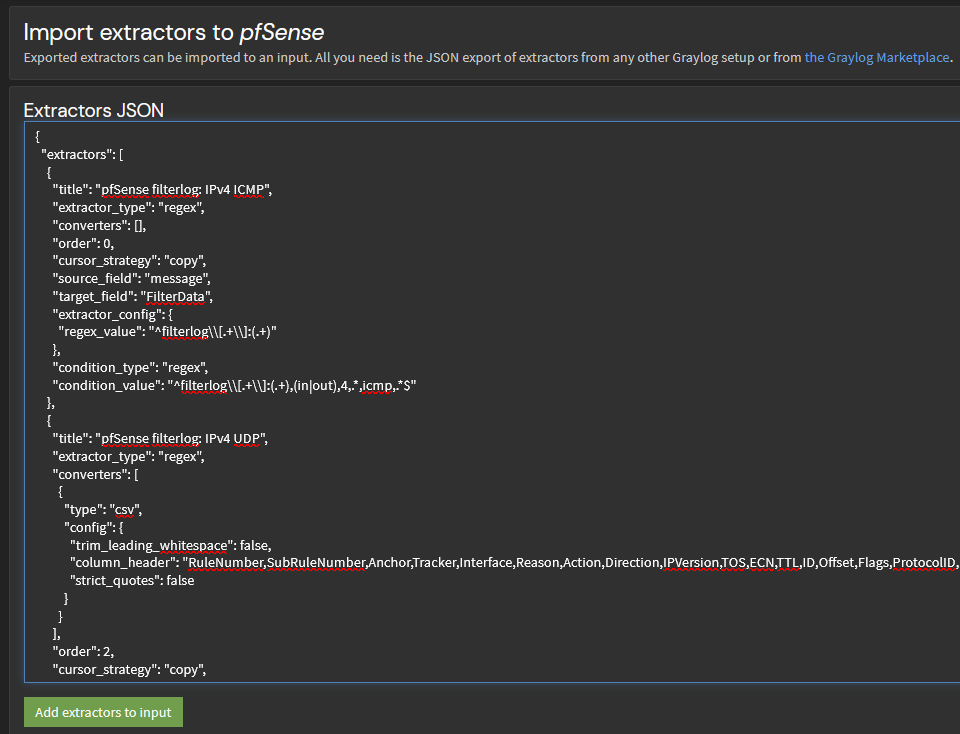 Import extractors to pfSense
Exported extractors can be imported to an input. All you need is the JSON export of extractors from any other Graylog setup or from the Graylog Marketplace.
Extractors JSON
{
"extractors": [
{
"title": "pfSense filterlog: IPv4 ICMP",
"extractor_type": "regex",
"converters": [],
"order": 0,
"cursor_strategy": "copy",
"source_field": "message",
"target_field": "FilterData",
"extractor_config": {
"regex_value": "^filterlog\\[.+\\]:(.+)"
},
"condition_type": "regex",
"condition_value": "^filterlog\\[.+\\]:(.+),(in|out),4,.*,icmp,.*$"
},
{
"title": "pfSense filterlog: IPv4 UDP",
"extractor_type": "regex",
"converters": [
{
"type": "csv",
"config": {
"trim_leading_whitespace": false,
"column_header": "RuleNumber,SubRuleNumber,Anchor,Tracker,Interface,Reason,Action,Direction,IPVersion,TOS,ECN,TTL,ID,Offset,Flags,ProtocolID,
"strict_quotes": false
}
}
],
"order": 2,
"cursor_strategy": "copy",
Add extractors to input